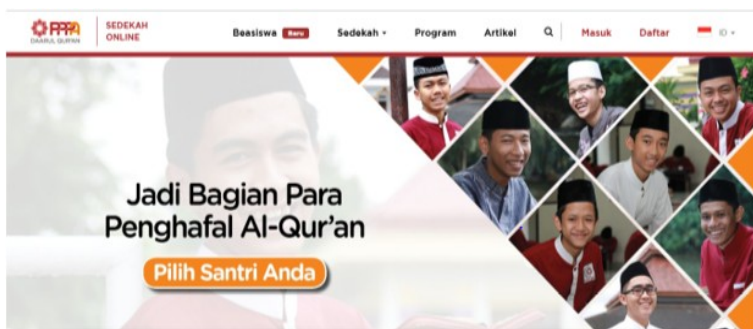 PPPA
DAARUL QUR'AN
SEDEKAH
ONLINE
Beasiswa Baru Sedekah Program Artikel Masuk Daftar ID
Jadi Bagian Para
Penghafal Al-Qur'an
Pilih Santri Anda